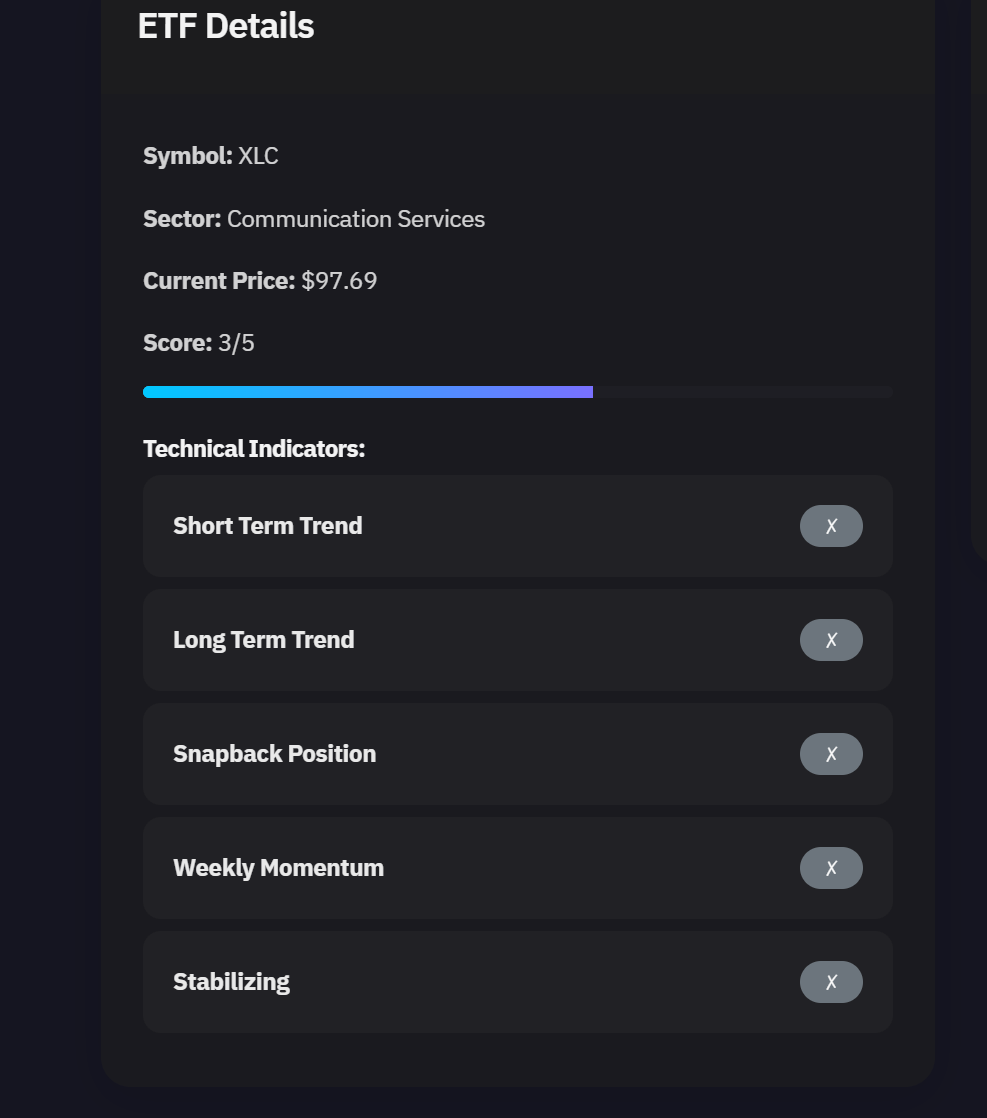 ETF Details
Symbol: XLC
Sector: Communication Services
Current Price: $97.69
Score: 3/5
Technical Indicators:
Short Term Trend ✗
Long Term Trend ✗
Snapback Position ✗
Weekly Momentum ✗
Stabilizing ✗